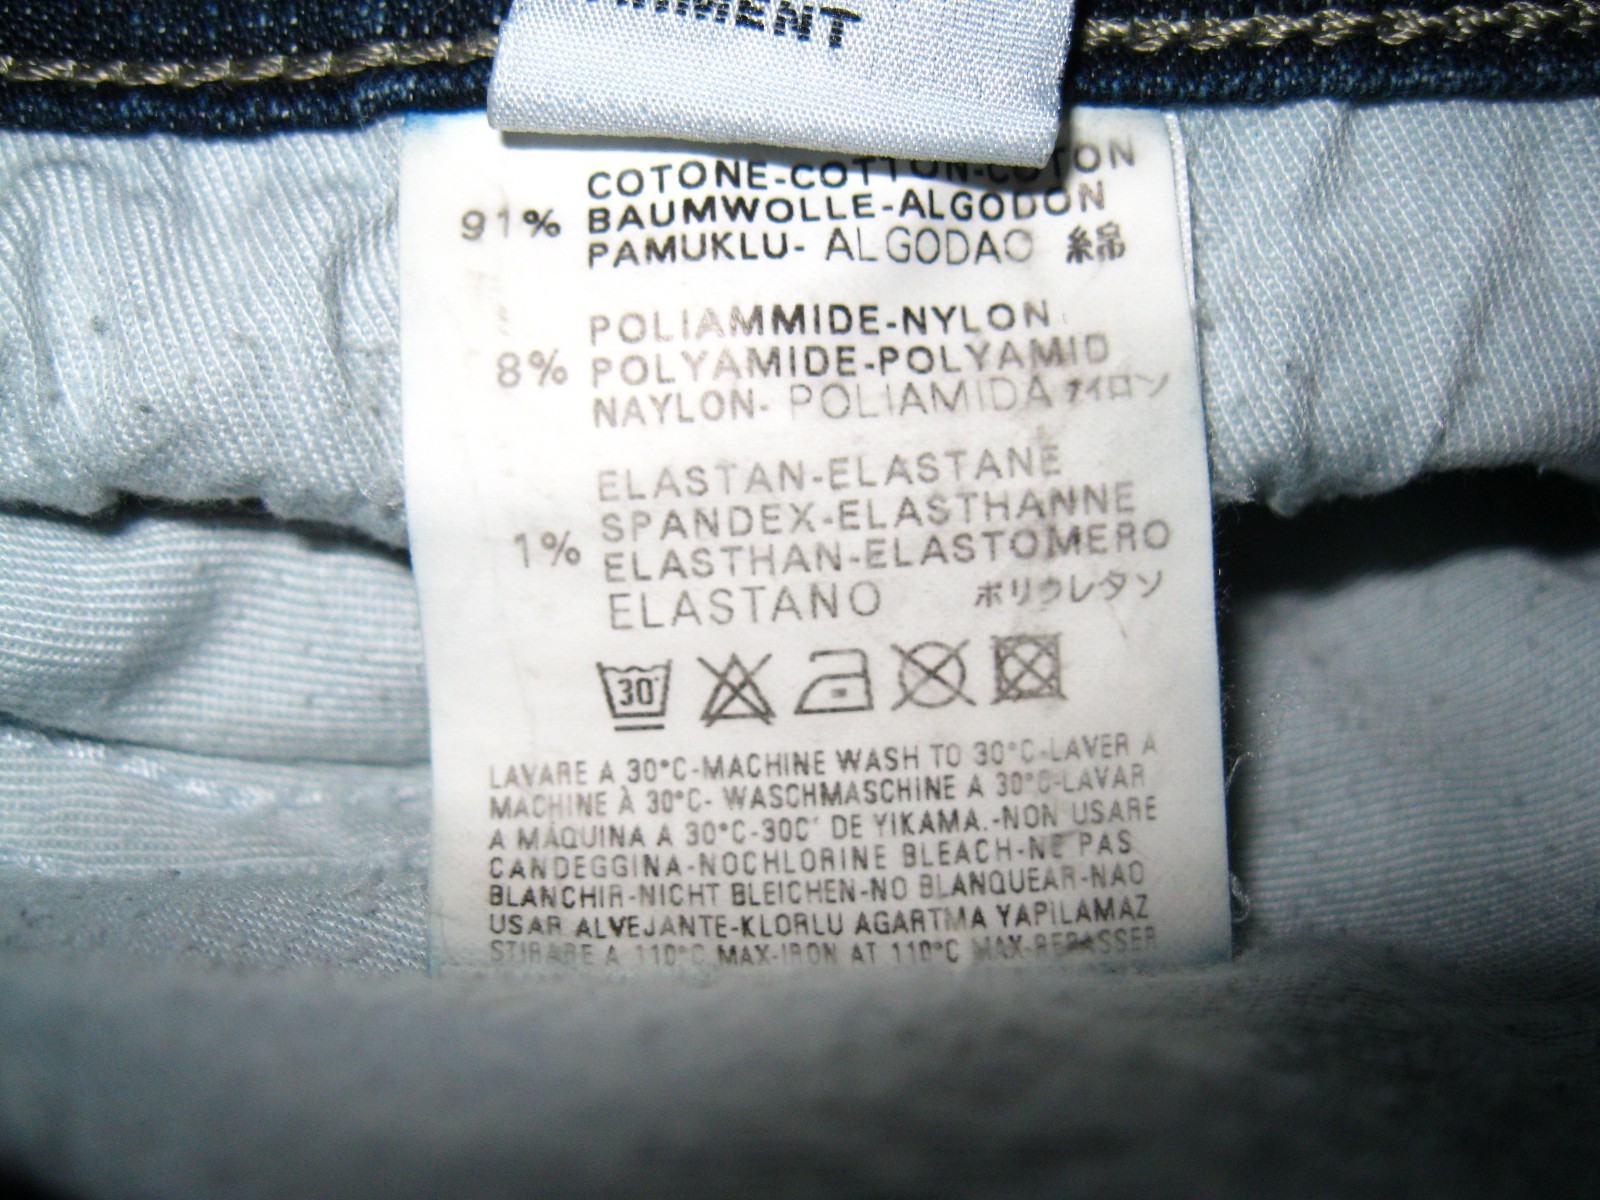 COTONE-COTTON-COTON
91% BAUMWOLLE-ALGODON
PAMUKLU- ALGODAO 綿
POLIAMMIDE-NYLON
8% POLYAMIDE-POLYAMID
NAYLON- POLIAMIDA ナイロン
ELASTAN-ELASTANE
SPANDEX-ELASTHANNE
1% ELASTHAN-ELASTOMERO
ELASTANO ポリウレタン
30°
LAVARE A 30°C-MACHINE WASH TO 30°C-LAVER A
MACHINE À 30°C- WASCHMASCHINE A 30°C-LAVAR
A MÁQUINA A 30°C-30C' DE YIKAMA.-NON USARE
CANDEGGINA-NOCHLORINE BLEACH-NE PAS
BLANCHIR-NICHT BLEICHEN-NO BLANQUEAR-NAO
USAR ALVEJANTE-KLORLU AGARTMA YAPILAMAZ
STIRARE A 110°C MAX-IRON AT 110°C MAX-REPASSER